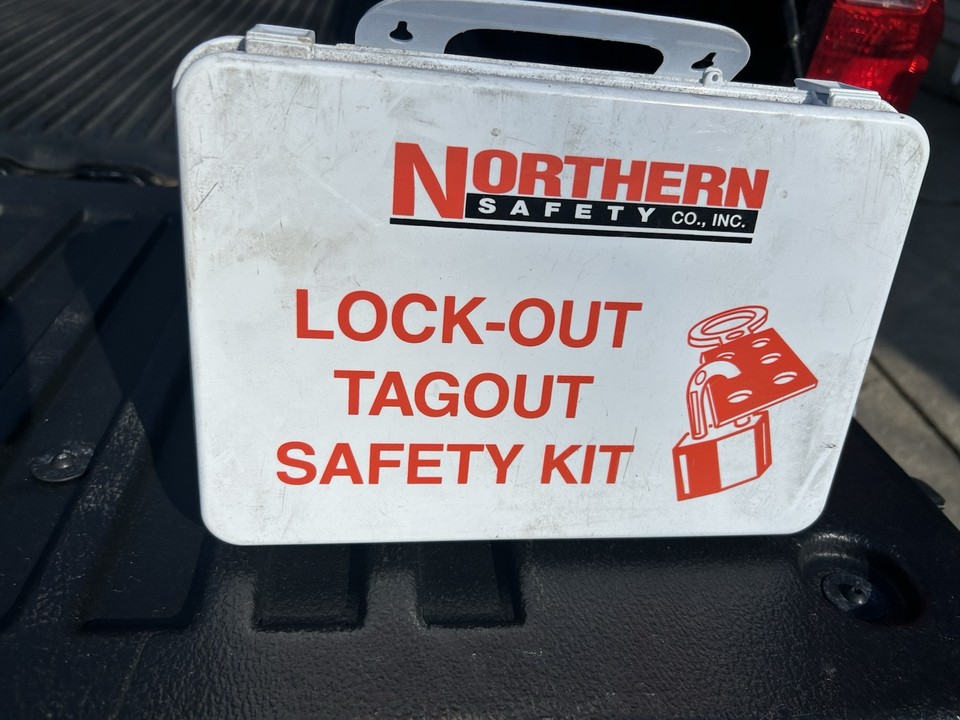 NORTHERN
SAFETY CO., INC.
LOCK-OUT
TAGOUT
SAFETY KIT